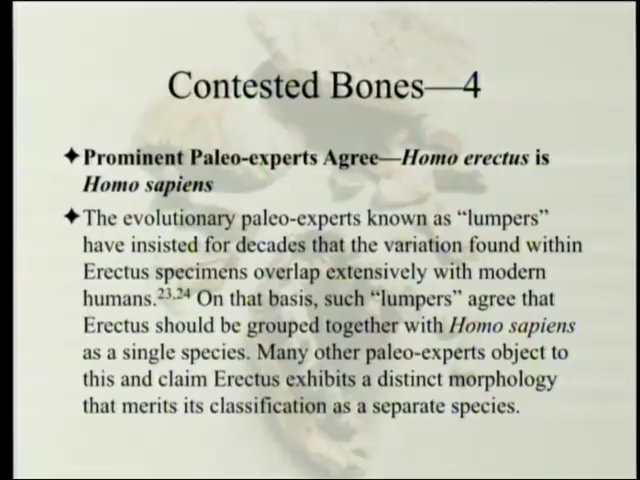 Contested Bones—4
✦Prominent Paleo-experts Agree—Homo erectus is
Homo sapiens
✦The evolutionary paleo-experts known as “lumpers”
have insisted for decades that the variation found within
Erectus specimens overlap extensively with modern
humans.23,24 On that basis, such “lumpers” agree that
Erectus should be grouped together with Homo sapiens
as a single species. Many other paleo-experts object to
this and claim Erectus exhibits a distinct morphology
that merits its classification as a separate species.